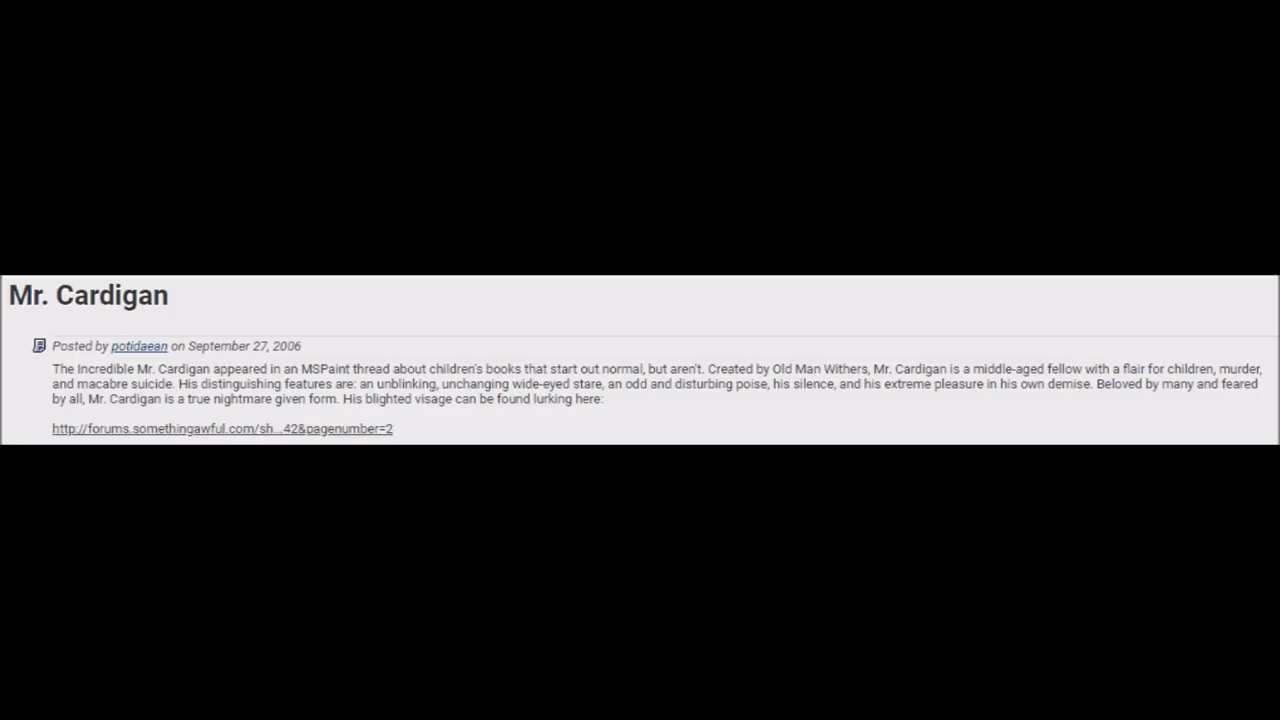 Mr. Cardigan
Posted by potidaean on September 27, 2006
The Incredible Mr. Cardigan appeared in an MSPaint thread about children's books that start out normal, but aren't. Created by Old Man Withers, Mr. Cardigan is a middle-aged fellow with a flair for children, murder,
and macabre suicide. His distinguishing features are: an unblinking, unchanging wide-eyed stare, an odd and disturbing poise, his silence, and his extreme pleasure in his own demise. Beloved by many and feared
by all, Mr. Cardigan is a true nightmare given form. His blighted visage can be found lurking here:
http://forums.somethingawful.com/sh...42&pagenumber=2